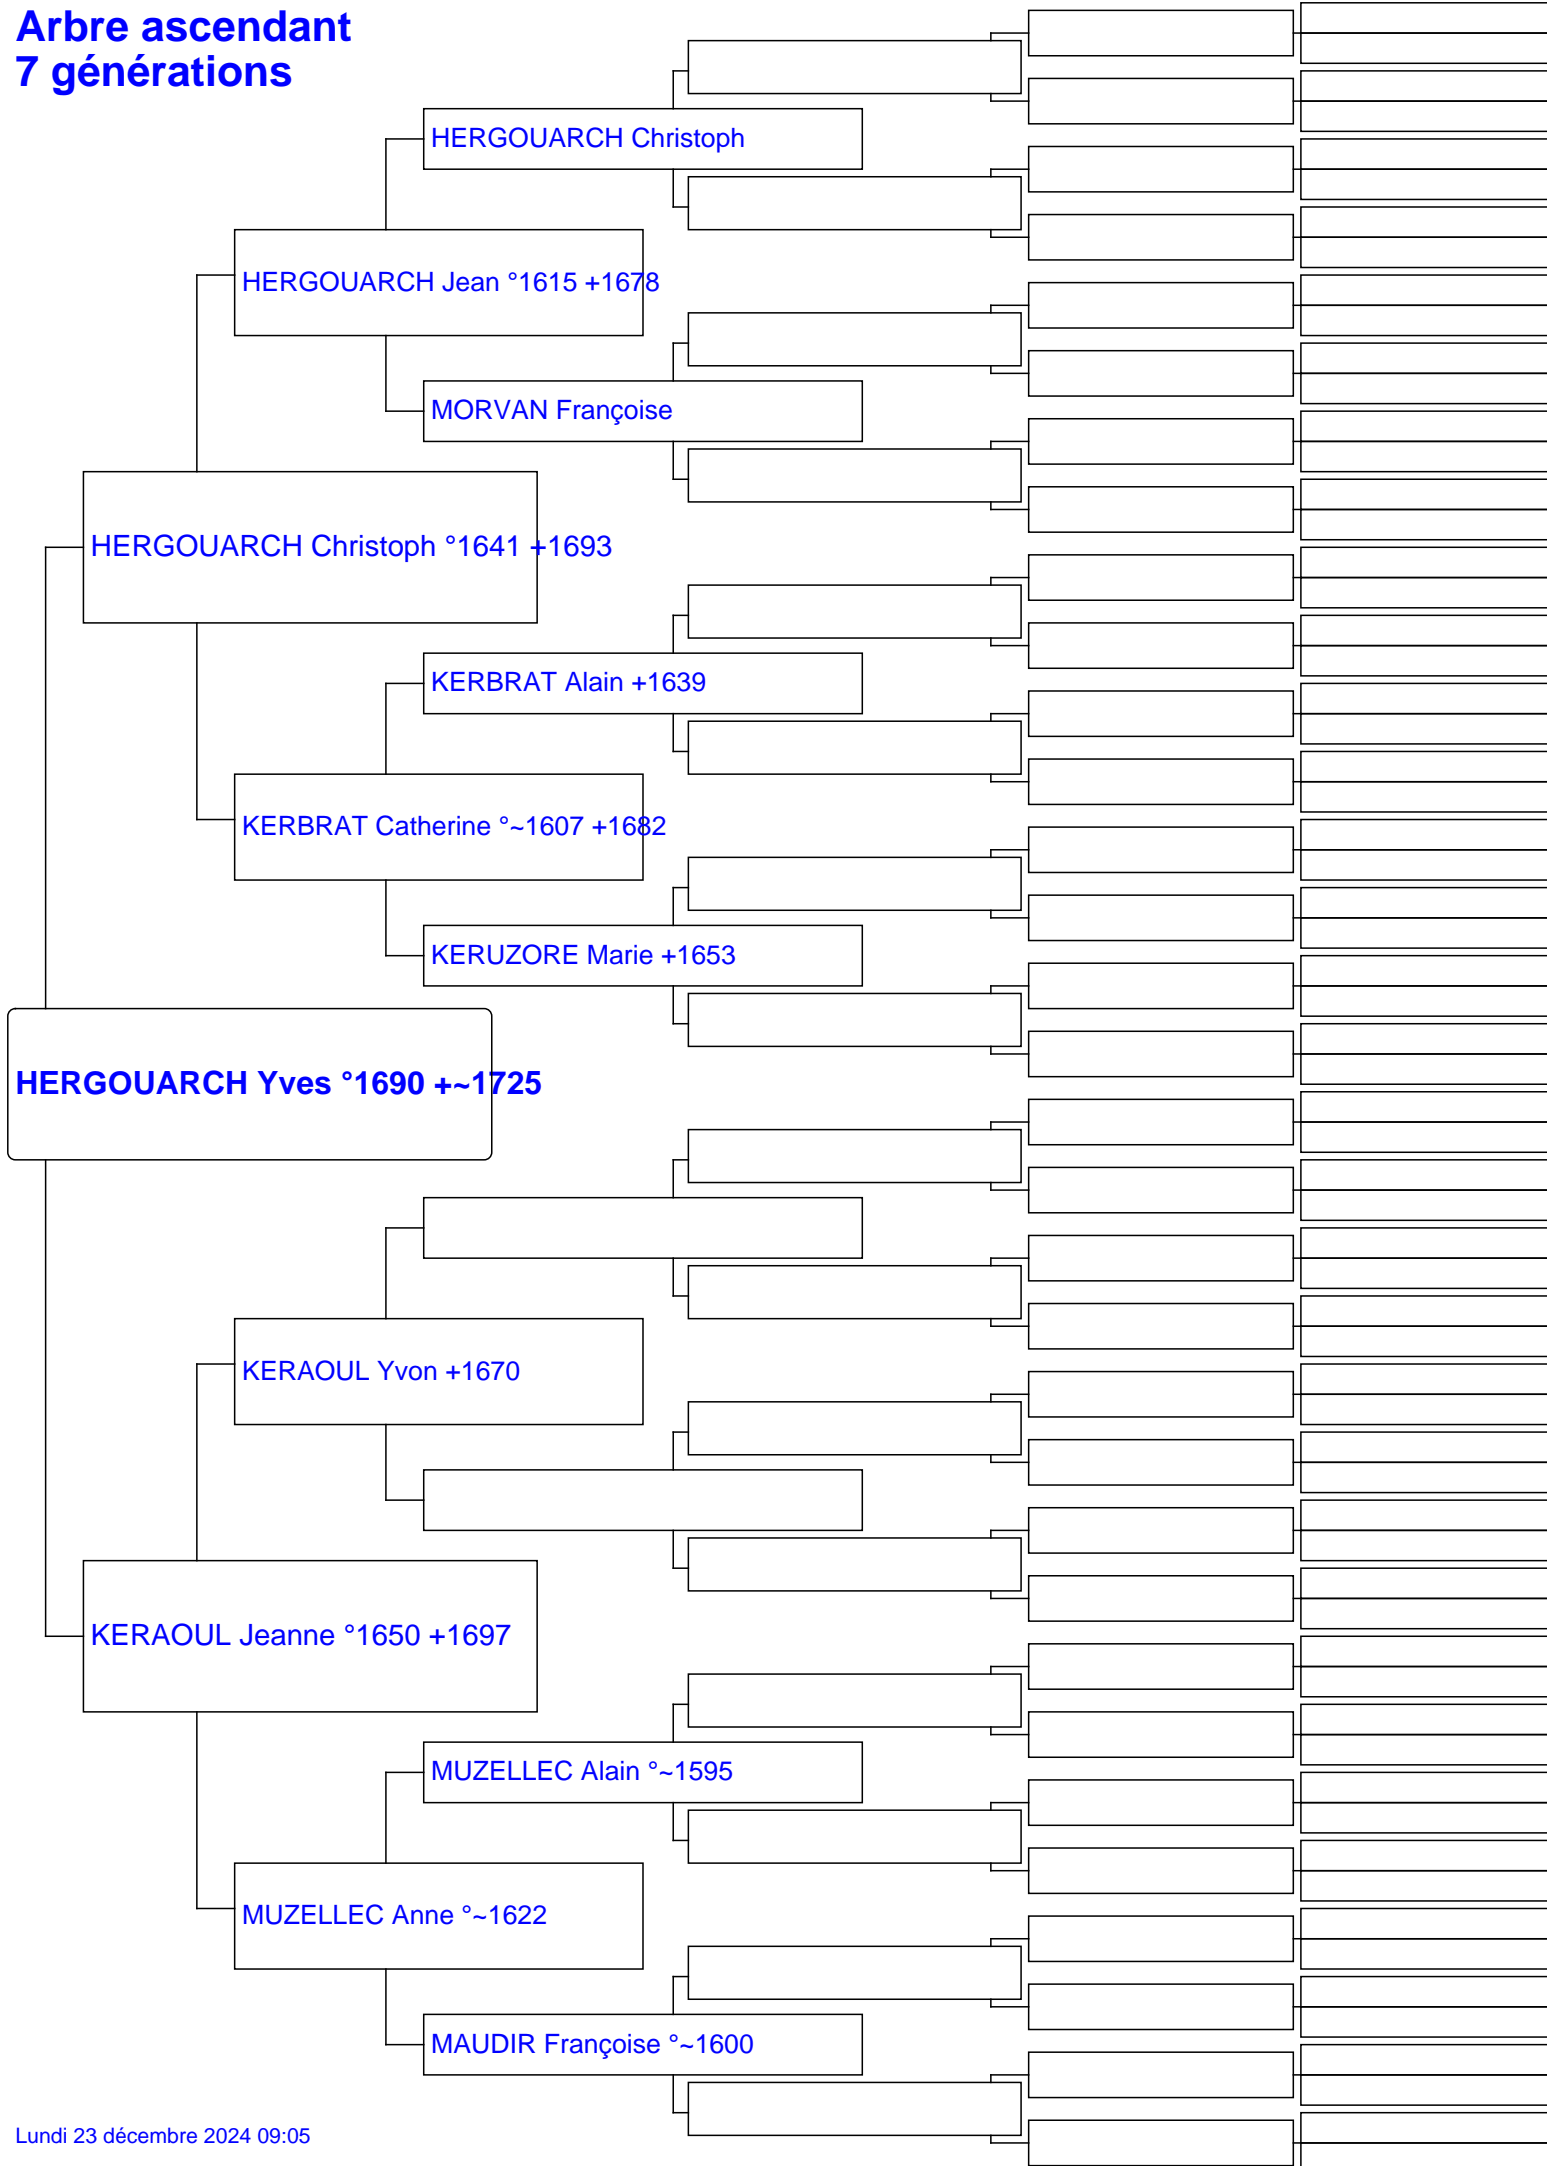 Arbre ascendant
7 générations
HERGOUARCH Christoph
HERGOUARCH Jean °1615 +1678
MORVAN Françoise
HERGOUARCH Christoph °1641 +1693
KERBRAT Alain +1639
KERBRAT Catherine °~1607 +1682
KERUZORE Marie +1653
HERGOUARCH Yves °1690 +~1725
KERAOUL Yvon +1670
KERAOUL Jeanne °1650 +1697
MUZELLEC Alain °~1595
MUZELLEC Anne °~1622
MAUDIR Françoise °~1600
Lundi 23 décembre 2024 09:05